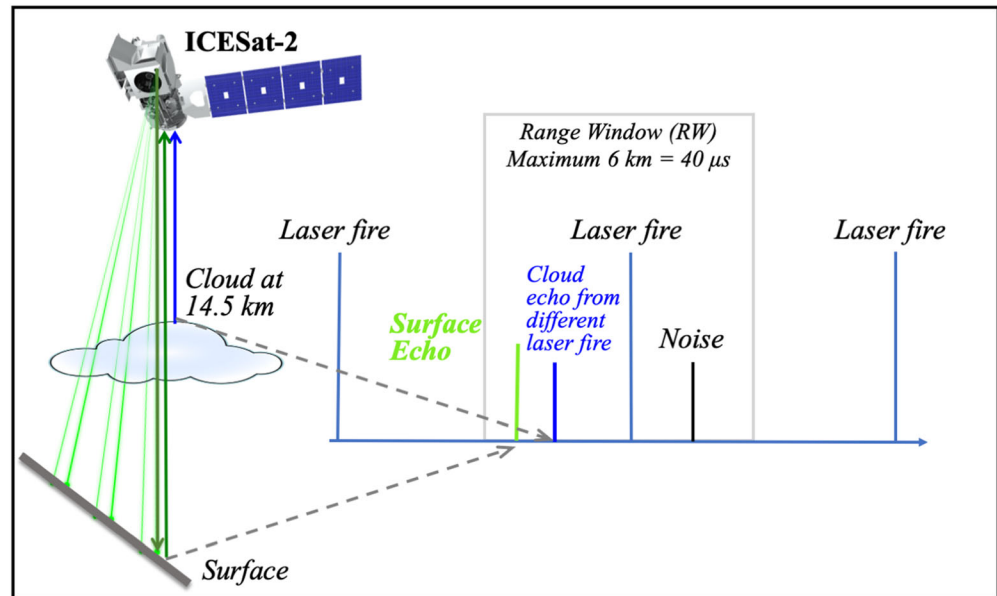 ICESat-2
Range Window (RW)
Maximum 6 km = 40 μs
Laser fire
Laser fire
Laser fire
Cloud at
14.5 km
Cloud
echo from
different
laser fire
Surface
Echo
Noise
Surface